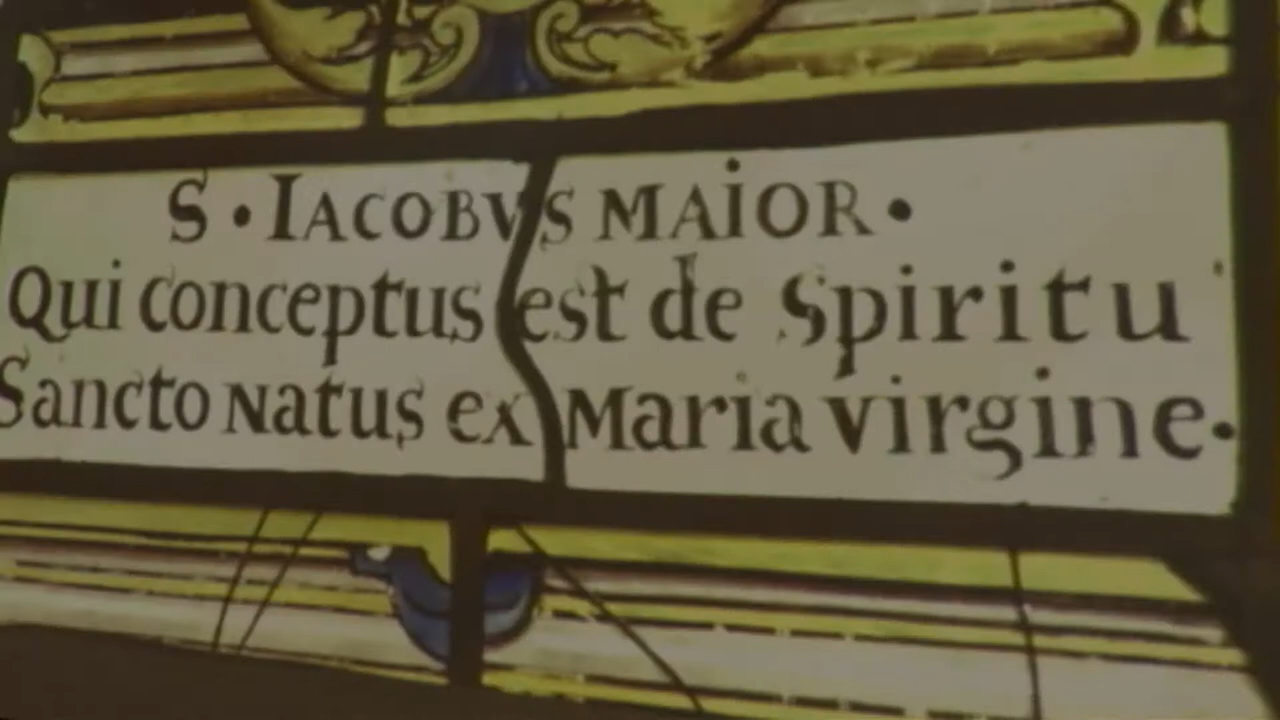 S • IACOBVS MAIOR •
Qui conceptus est de Spiritu
Sancto Natus ex Maria virgine.